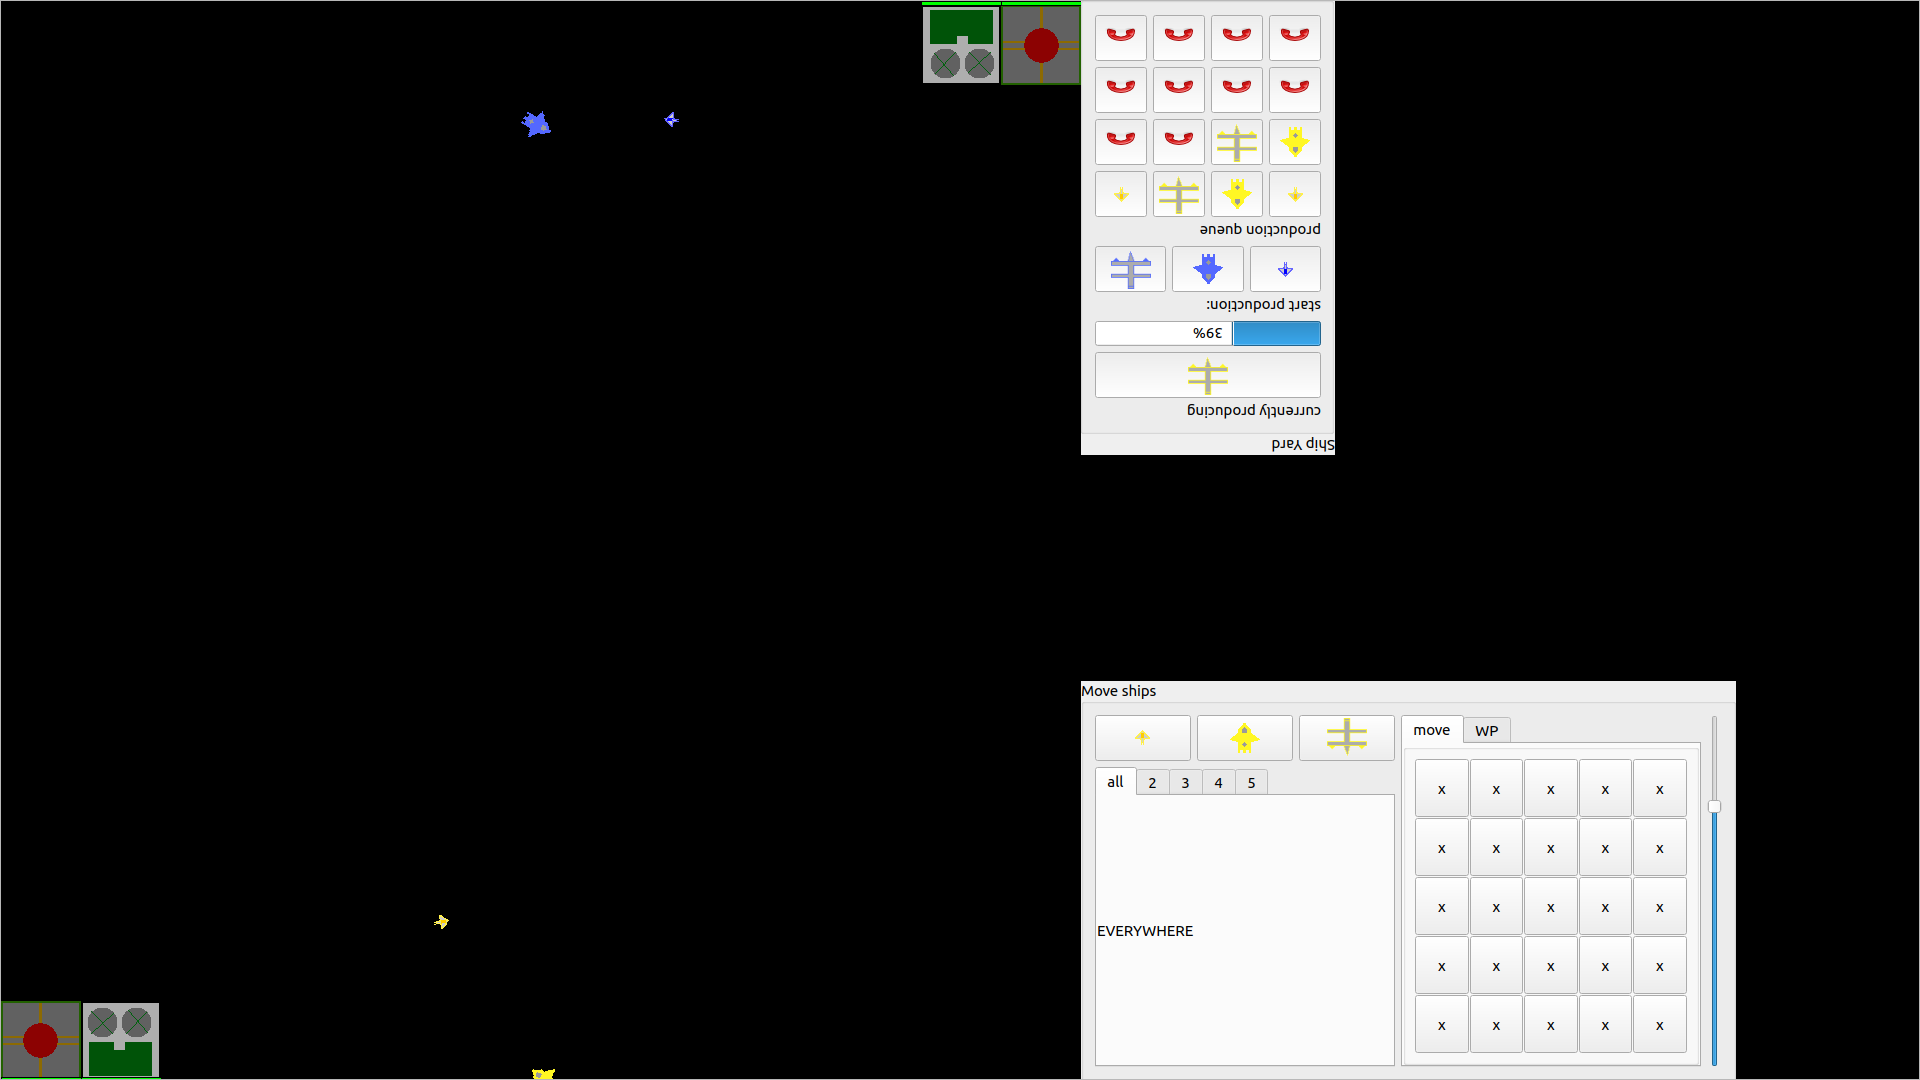 production queue
start production:
39%
currently producing
Ship Yard
Move ships
move WP
all 2 3 4 5
x x x x x
x x x x x
x x x x x
EVERYWHERE
x x x x x
x x x x x